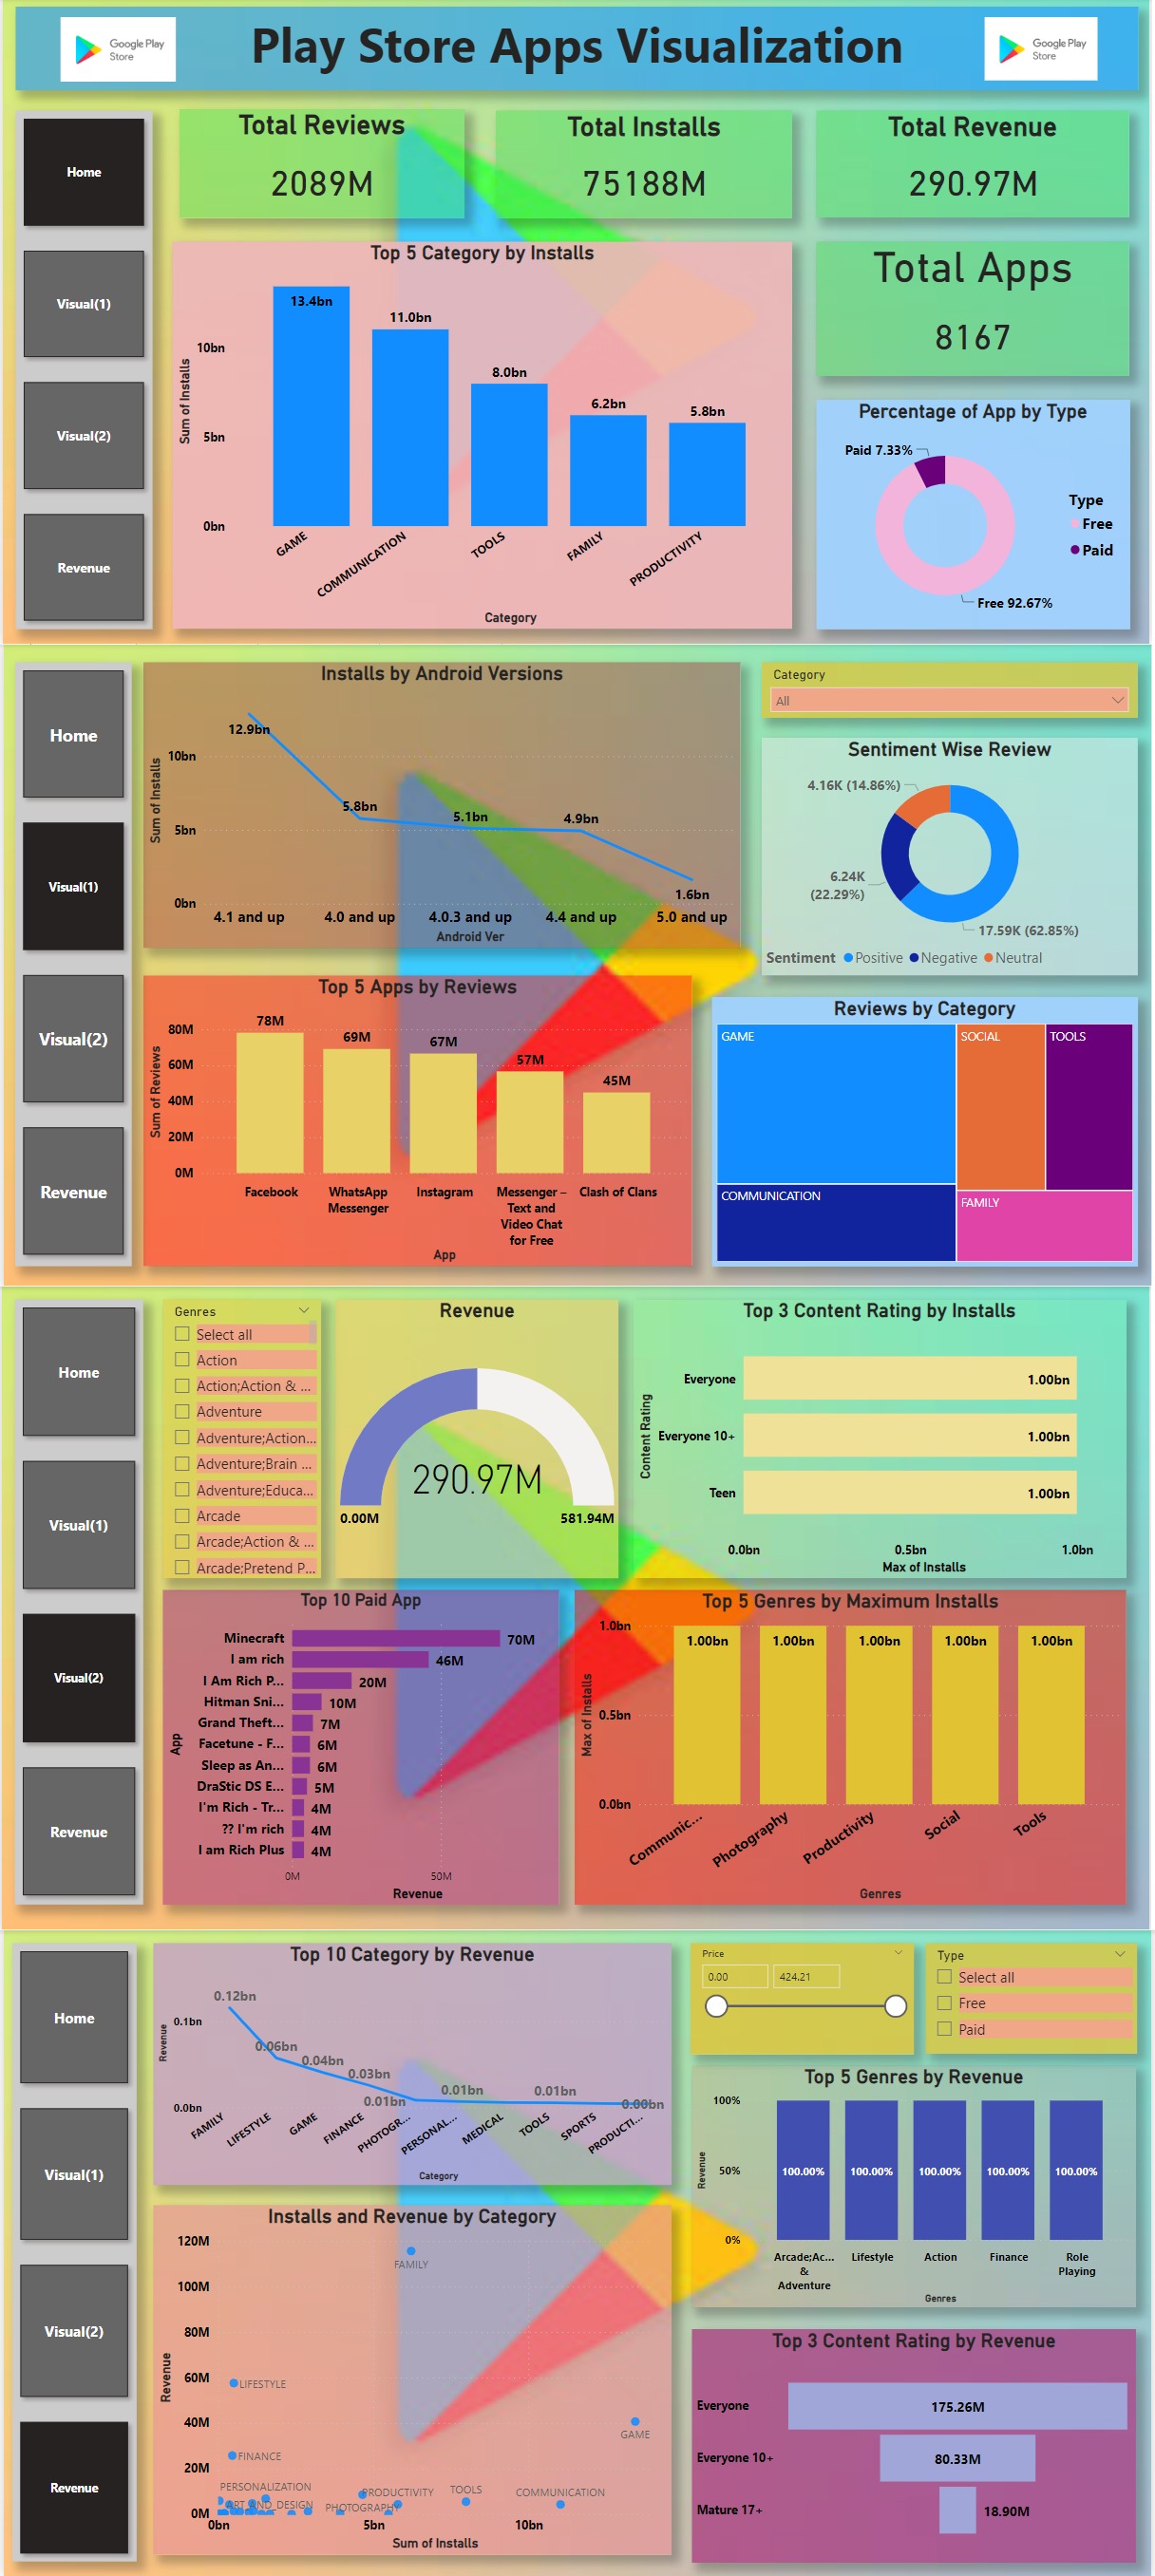 Google Play
Store
Play Store Apps Visualization
Google Play
Store
Home
Visual(1)
Visual(2)
Revenue
Total Reviews
2089M
Total Installs
75188M
Total Revenue
290.97M
Top 5 Category by Installs
Sum of Installs
10bn
5bn
0bn
13.4bn
11.0bn
8.0bn
6.2bn
5.8bn
GAME
COMMUNICATION
TOOLS
FAMILY
PRODUCTIVITY
Category
Total Apps
8167
Percentage of App by Type
Paid 7.33%
Free 92.67%
Type
Free
Paid
Home
Visual(1)
Visual(2)
Revenue
Installs by Android Versions
Sum of Installs
10bn
5bn
0bn
12.9bn
5.8bn
5.1bn
4.9bn
1.6bn
4.1 and up
4.0 and up
4.0.3 and up
4.4 and up
5.0 and up
Android Ver
Category
All
Sentiment Wise Review
4.16K (14.86%)
6.24K
(22.29%)
17.59K (62.85%)
Sentiment Positive Negative Neutral
Top 5 Apps by Reviews
Sum of Reviews
80M
60M
40M
20M
0M
78M
69M
67M
57M
45M
Facebook
WhatsApp
Messenger
Instagram
Messenger –
Text and
Video Chat
for Free
Clash of Clans
App
Reviews by Category
GAME
SOCIAL
TOOLS
COMMUNICATION
FAMILY
Home
Visual(1)
Visual(2)
Revenue
Genres
Select all
Action
Action;Action & ...
Adventure
Adventure;Action...
Adventure;Brain ...
Adventure;Educa...
Arcade
Arcade;Action & ...
Arcade;Pretend P...
Revenue
290.97M
0.00M
581.94M
Top 3 Content Rating by Installs
Content Rating
Everyone
1.00bn
Everyone 10+
1.00bn
Teen
1.00bn
0.0bn
0.5bn
1.0bn
Max of Installs
Top 10 Paid App
App
Minecraft
70M
I am rich
46M
I Am Rich P...
20M
Hitman Sni...
10M
Grand Theft...
7M
Facetune - F...
6M
Sleep as An...
6M
DraStic DS E...
5M
I'm Rich - Tr...
4M
?? I'm rich
4M
I am Rich Plus
4M
0M
50M
Revenue
Top 5 Genres by Maximum Installs
Max of Installs
1.0bn
0.5bn
0.0bn
1.00bn
1.00bn
1.00bn
1.00bn
1.00bn
Communic...
Photography
Productivity
Social
Tools
Genres
Home
Visual(1)
Visual(2)
Revenue
Top 10 Category by Revenue
Revenue
0.1bn
0.0bn
0.12bn
0.06bn
0.04bn
0.03bn
0.01bn
0.01bn
0.01bn
0.00bn
FAMILY
LIFESTYLE
GAME
FINANCE
PHOTOGR...
PERSONAL...
MEDICAL
TOOLS
SPORTS
PRODUCTI...
Category
Price
0.00
424.21
Type
Select all
Free
Paid
Top 5 Genres by Revenue
Revenue
100%
50%
0%
100.00%
100.00%
100.00%
100.00%
100.00%
Arcade;Ac...
&
Adventure
Lifestyle
Action
Finance
Role
Playing
Genres
Installs and Revenue by Category
Revenue
120M
100M
80M
60M
40M
20M
0M
FAMILY
LIFESTYLE
GAME
FINANCE
PERSONALIZATION
ART_AND_DESIGN
PHOTOGRAPHY
PRODUCTIVITY
TOOLS
COMMUNICATION
0bn
5bn
10bn
Sum of Installs
Top 3 Content Rating by Revenue
Everyone
175.26M
Everyone 10+
80.33M
Mature 17+
18.90M